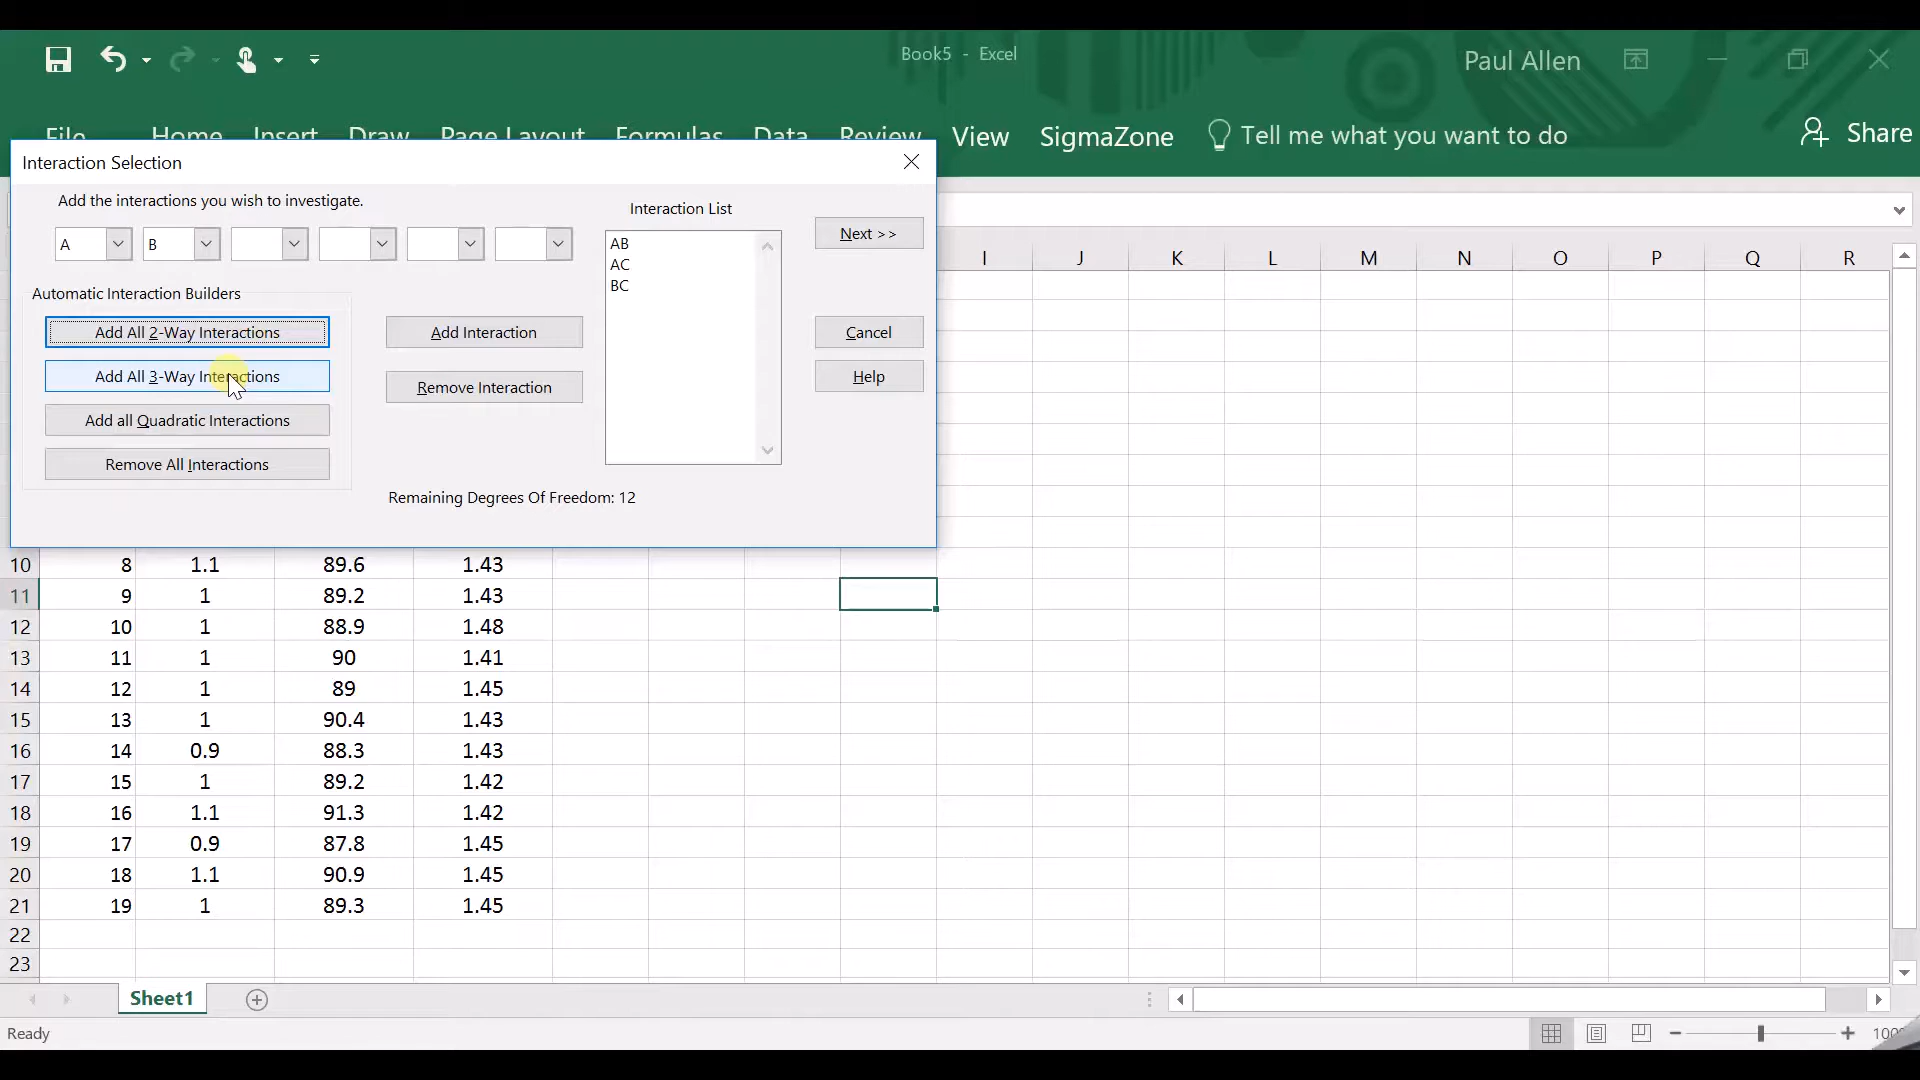 Book5 - Excel
Paul Allen
File Home Insert Draw Page Layout Formulas Data Review View SigmaZone Tell me what you want to do Share
Interaction Selection
Add the interactions you wish to investigate.
A B
Automatic Interaction Builders
Add All 2-Way Interactions
Add All 3-Way Interactions
Add all Quadratic Interactions
Remove All Interactions
Add Interaction
Remove Interaction
Interaction List
AB
AC
BC
Next >>
Cancel
Help
Remaining Degrees Of Freedom: 12
I J K L M N O P Q R
10 8 1.1 89.6 1.43
11 9 1 89.2 1.43
12 10 1 88.9 1.48
13 11 1 90 1.41
14 12 1 89 1.45
15 13 1 90.4 1.43
16 14 0.9 88.3 1.43
17 15 1 89.2 1.42
18 16 1.1 91.3 1.42
19 17 0.9 87.8 1.45
20 18 1.1 90.9 1.45
21 19 1 89.3 1.45
22
23
Sheet1
Ready